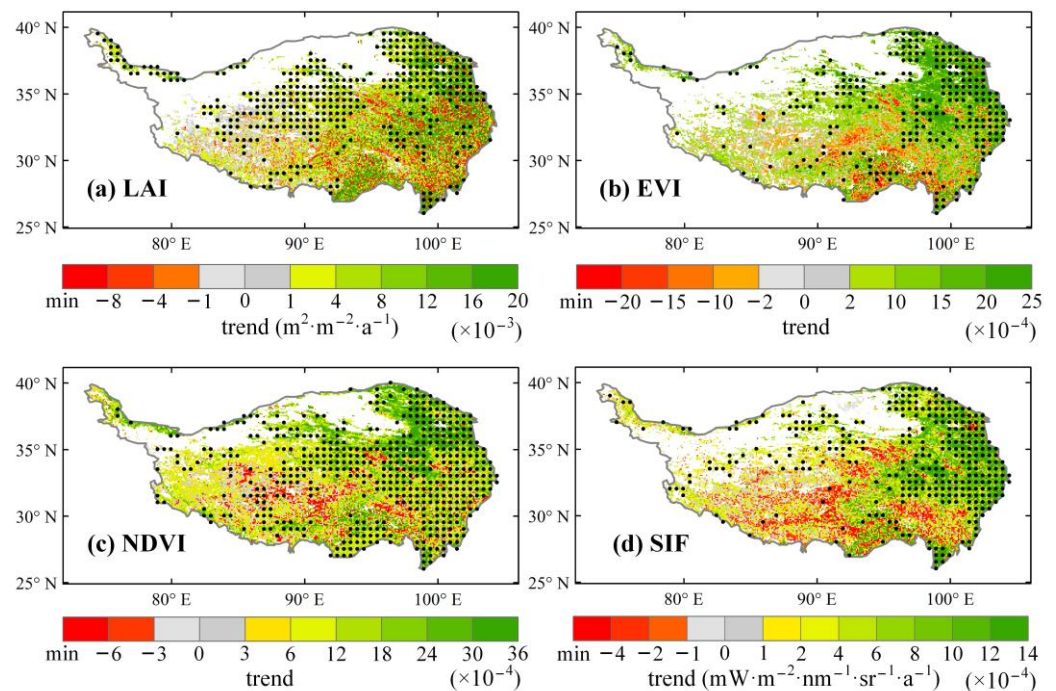 40° N
35° N
30° N
25° N
(a) LAI
80° E 90° E 100° E
min −8 −4 −1 0 1 4 8 12 16 20
trend (m²·m⁻²·a⁻¹) (×10⁻³)
40° N
35° N
30° N
25° N
(b) EVI
80° E 90° E 100° E
min −20 −15 −10 −2 0 2 10 15 20 25
trend (×10⁻⁴)
40° N
35° N
30° N
25° N
(c) NDVI
80° E 90° E 100° E
min −6 −3 0 3 6 12 18 24 30 36
trend (×10⁻⁴)
40° N
35° N
30° N
25° N
(d) SIF
80° E 90° E 100° E
min −4 −2 −1 0 1 2 4 6 10 12 14
trend (mW·m⁻²·nm⁻¹·sr⁻¹·a⁻¹) (×10⁻⁴)